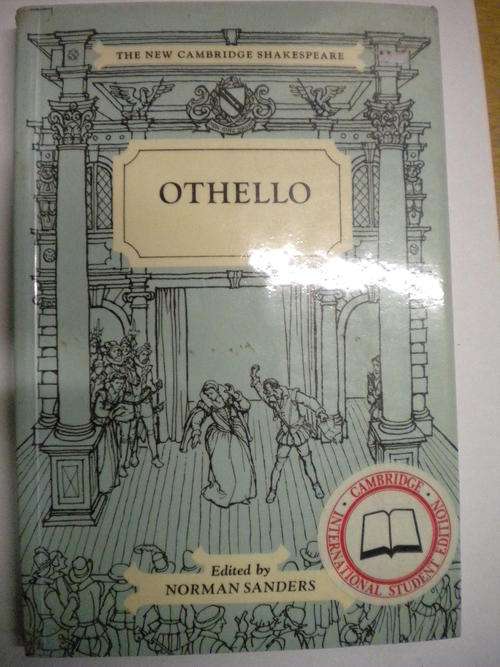 THE NEW CAMBRIDGE SHAKESPEARE
OTHELLO
Edited by
NORMAN SANDERS
· CAMBRIDGE ·
INTERNATIONAL STUDENT EDITION